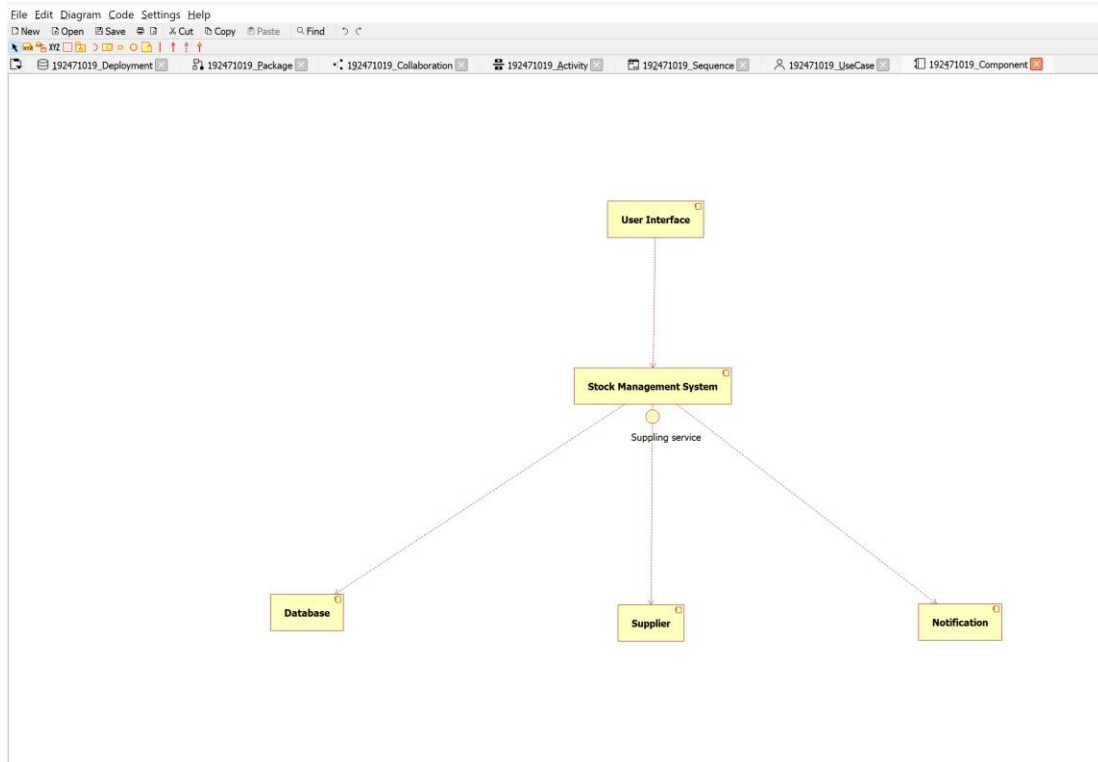 File Edit Diagram Code Settings Help
New Open Save Cut Copy Paste Find
XYZ
192471019_Deployment 192471019_Package 192471019_Collaboration 192471019_Activity 192471019_Sequence 192471019_UseCase 192471019_Component
User Interface
Stock Management System
Suppling service
Database
Supplier
Notification